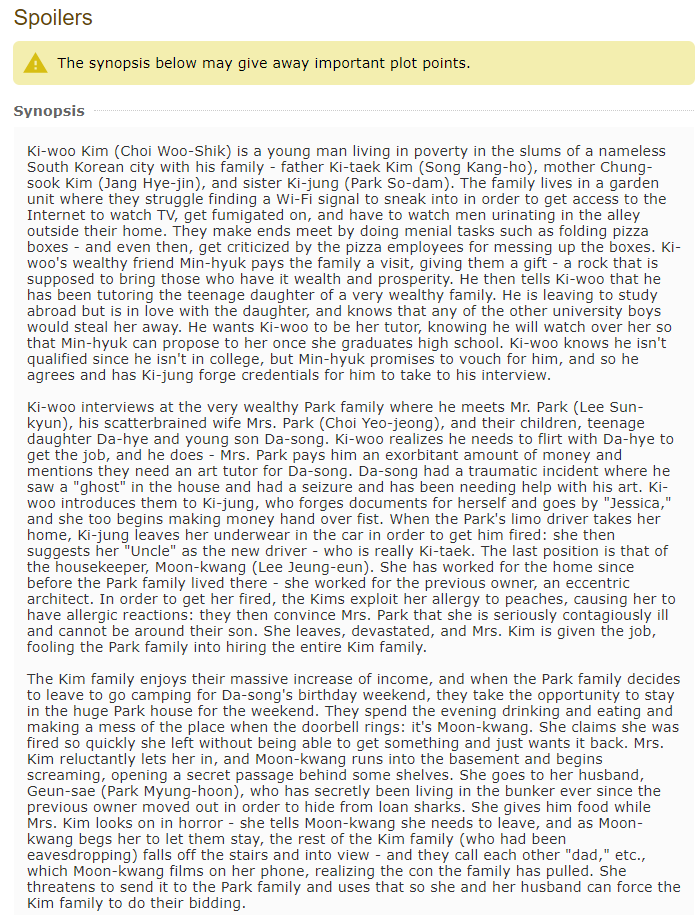 Spoilers
The synopsis below may give away important plot points.
Synopsis
Ki-woo Kim (Choi Woo-Shik) is a young man living in poverty in the slums of a nameless
South Korean city with his family - father Ki-taek Kim (Song Kang-ho), mother Chung-
sook Kim (Jang Hye-jin), and sister Ki-jung (Park So-dam). The family lives in a garden
unit where they struggle finding a Wi-Fi signal to sneak into in order to get access to the
Internet to watch TV, get fumigated on, and have to watch men urinating in the alley
outside their home. They make ends meet by doing menial tasks such as folding pizza
boxes - and even then, get criticized by the pizza employees for messing up the boxes. Ki-
woo's wealthy friend Min-hyuk pays the family a visit, giving them a gift - a rock that is
supposed to bring those who have it wealth and prosperity. He then tells Ki-woo that he
has been tutoring the teenage daughter of a very wealthy family. He is leaving to study
abroad but is in love with the daughter, and knows that any of the other university boys
would steal her away. He wants Ki-woo to be her tutor, knowing he will watch over her so
that Min-hyuk can propose to her once she graduates high school. Ki-woo knows he isn't
qualified since he isn't in college, but Min-hyuk promises to vouch for him, and so he
agrees and has Ki-jung forge credentials for him to take to his interview.
Ki-woo interviews at the very wealthy Park family where he meets Mr. Park (Lee Sun-
kyun), his scatterbrained wife Mrs. Park (Choi Yeo-jeong), and their children, teenage
daughter Da-hye and young son Da-song. Ki-woo realizes he needs to flirt with Da-hye to
get the job, and he does - Mrs. Park pays him an exorbitant amount of money and
mentions they need an art tutor for Da-song. Da-song had a traumatic incident where he
saw a "ghost" in the house and had a seizure and has been needing help with his art. Ki-
woo introduces them to Ki-jung, who forges documents for herself and goes by "Jessica,"
and she too begins making money hand over fist. When the Park's limo driver takes her
home, Ki-jung leaves her underwear in the car in order to get him fired: she then
suggests her "Uncle" as the new driver - who is really Ki-taek. The last position is that of
the housekeeper, Moon-kwang (Lee Jeung-eun). She has worked for the home since
before the Park family lived there - she worked for the previous owner, an eccentric
architect. In order to get her fired, the Kims exploit her allergy to peaches, causing her to
have allergic reactions: they then convince Mrs. Park that she is seriously contagiously ill
and cannot be around their son. She leaves, devastated, and Mrs. Kim is given the job,
fooling the Park family into hiring the entire Kim family.
The Kim family enjoys their massive increase of income, and when the Park family decides
to leave to go camping for Da-song's birthday weekend, they take the opportunity to stay
in the huge Park house for the weekend. They spend the evening drinking and eating and
making a mess of the place when the doorbell rings: it's Moon-kwang. She claims she was
fired so quickly she left without being able to get something and just wants it back. Mrs.
Kim reluctantly lets her in, and Moon-kwang runs into the basement and begins
screaming, opening a secret passage behind some shelves. She goes to her husband,
Geun-sae (Park Myung-hoon), who has secretly been living in the bunker ever since the
previous owner moved out in order to hide from loan sharks. She gives him food while
Mrs. Kim looks on in horror - she tells Moon-kwang she needs to leave, and as Moon-
kwang begs her to let them stay, the rest of the Kim family (who had been
eavesdropping) falls off the stairs and into view - and they call each other "dad," etc.,
which Moon-kwang films on her phone, realizing the con the family has pulled. She
threatens to send it to the Park family and uses that so she and her husband can force the
Kim family to do their bidding.